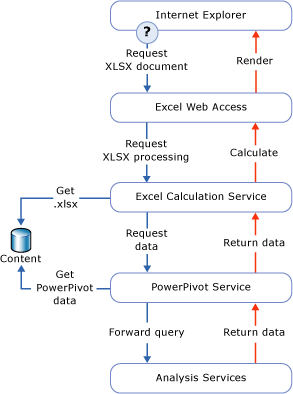 Internet Explorer
?
Request
XLSX document
Render
Excel Web Access
Request
XLSX processing
Calculate
Get
.xlsx
Excel Calculation Service
Content
Request
data
Return data
Get
PowerPivot
data
PowerPivot Service
Forward query
Return data
Analysis Services